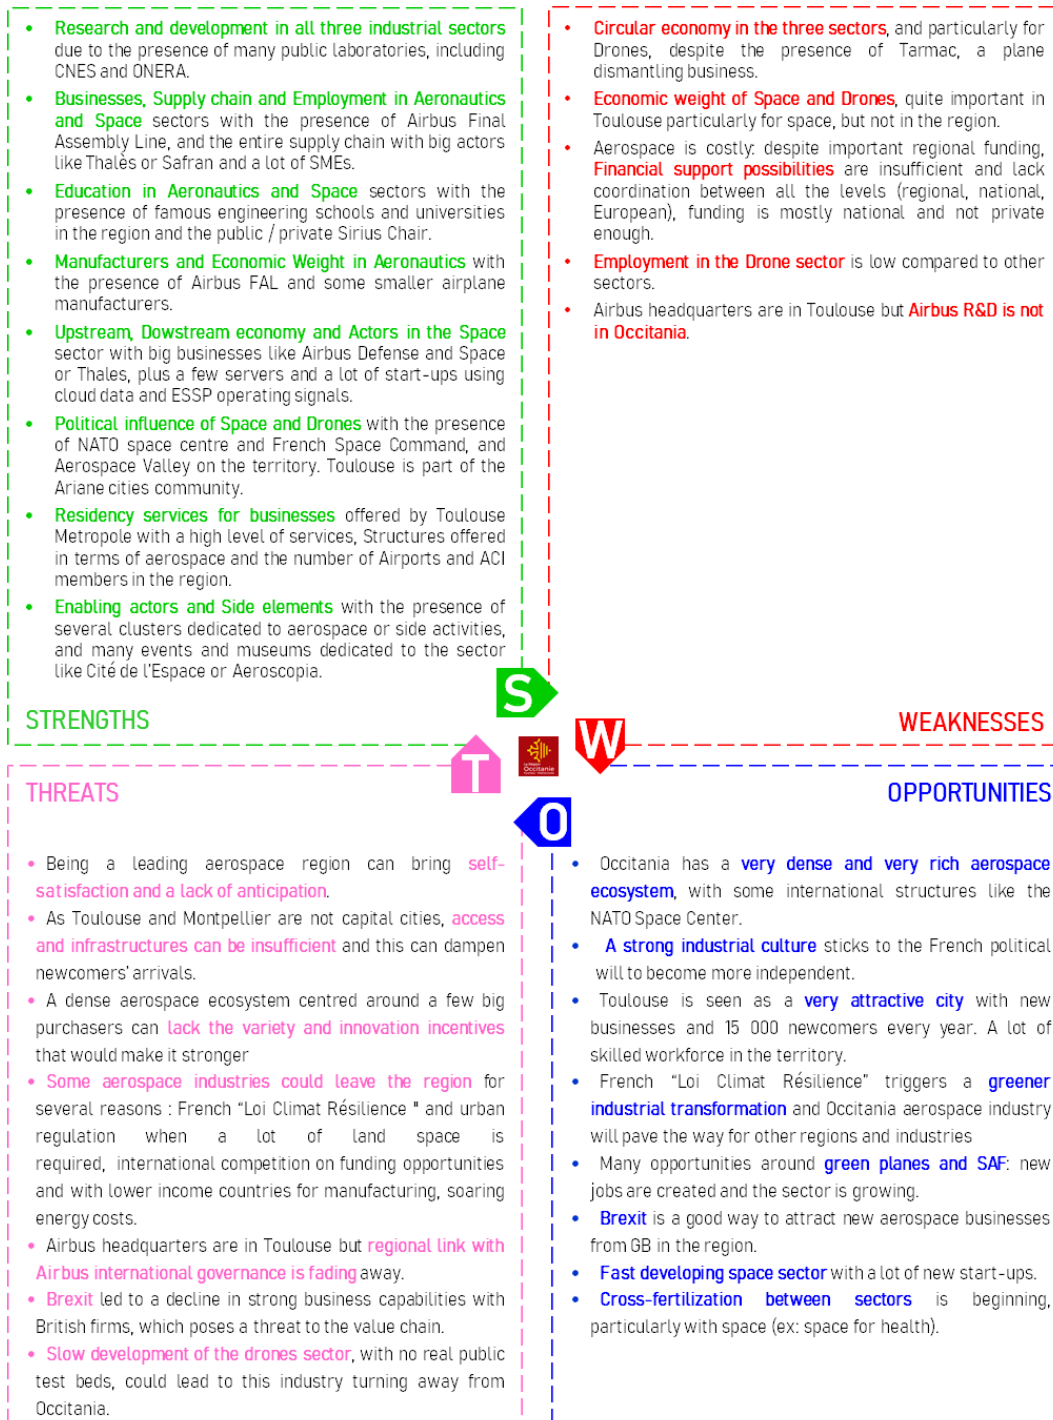 • Research and development in all three industrial sectors
due to the presence of many public laboratories, including
CNES and ONERA.
• Businesses, Supply chain and Employment in Aeronautics
and Space sectors with the presence of Airbus Final
Assembly Line, and the entire supply chain with big actors
like Thalès or Safran and a lot of SMEs.
• Education in Aeronautics and Space sectors with the
presence of famous engineering schools and universities
in the region and the public / private Sirius Chair.
• Manufacturers and Economic Weight in Aeronautics with
the presence of Airbus FAL and some smaller airplane
manufacturers.
• Upstream, Dowstream economy and Actors in the Space
sector with big businesses like Airbus Defense and Space
or Thales, plus a few servers and a lot of start-ups using
cloud data and ESSP operating signals.
• Political influence of Space and Drones with the presence
of NATO space centre and French Space Command, and
Aerospace Valley on the territory. Toulouse is part of the
Ariane cities community.
• Residency services for businesses offered by Toulouse
Metropole with a high level of services, Structures offered
in terms of aerospace and the number of Airports and ACI
members in the region.
• Enabling actors and Side elements with the presence of
several clusters dedicated to aerospace or side activities,
and many events and museums dedicated to the sector
like Cité de l'Espace or Aeroscopia.
STRENGTHS
S
• Circular economy in the three sectors, and particularly for
Drones, despite the presence of Tarmac, a plane
dismantling business.
• Economic weight of Space and Drones, quite important in
Toulouse particularly for space, but not in the region.
• Aerospace is costly: despite important regional funding,
Financial support possibilities are insufficient and lack
coordination between all the levels (regional, national,
European), funding is mostly national and not private
enough.
• Employment in the Drone sector is low compared to other
sectors.
• Airbus headquarters are in Toulouse but Airbus R&D is not
in Occitania.
W
WEAKNESSES
T
Occitanie
O
THREATS
• Being a leading aerospace region can bring self-
satisfaction and a lack of anticipation.
• As Toulouse and Montpellier are not capital cities, access
and infrastructures can be insufficient and this can dampen
newcomers' arrivals.
• A dense aerospace ecosystem centred around a few big
purchasers can lack the variety and innovation incentives
that would make it stronger
• Some aerospace industries could leave the region for
several reasons : French “Loi Climat Résilience " and urban
regulation when a lot of land space is
required, international competition on funding opportunities
and with lower income countries for manufacturing, soaring
energy costs.
• Airbus headquarters are in Toulouse but regional link with
Airbus international governance is fading away.
• Brexit led to a decline in strong business capabilities with
British firms, which poses a threat to the value chain.
• Slow development of the drones sector, with no real public
test beds, could lead to this industry turning away from
Occitania.
OPPORTUNITIES
• Occitania has a very dense and very rich aerospace
ecosystem, with some international structures like the
NATO Space Center.
• A strong industrial culture sticks to the French political
will to become more independent.
• Toulouse is seen as a very attractive city with new
businesses and 15 000 newcomers every year. A lot of
skilled workforce in the territory.
• French “Loi Climat Résilience” triggers a greener
industrial transformation and Occitania aerospace industry
will pave the way for other regions and industries
• Many opportunities around green planes and SAF: new
jobs are created and the sector is growing.
• Brexit is a good way to attract new aerospace businesses
from GB in the region.
• Fast developing space sector with a lot of new start-ups.
• Cross-fertilization between sectors is beginning,
particularly with space (ex: space for health).